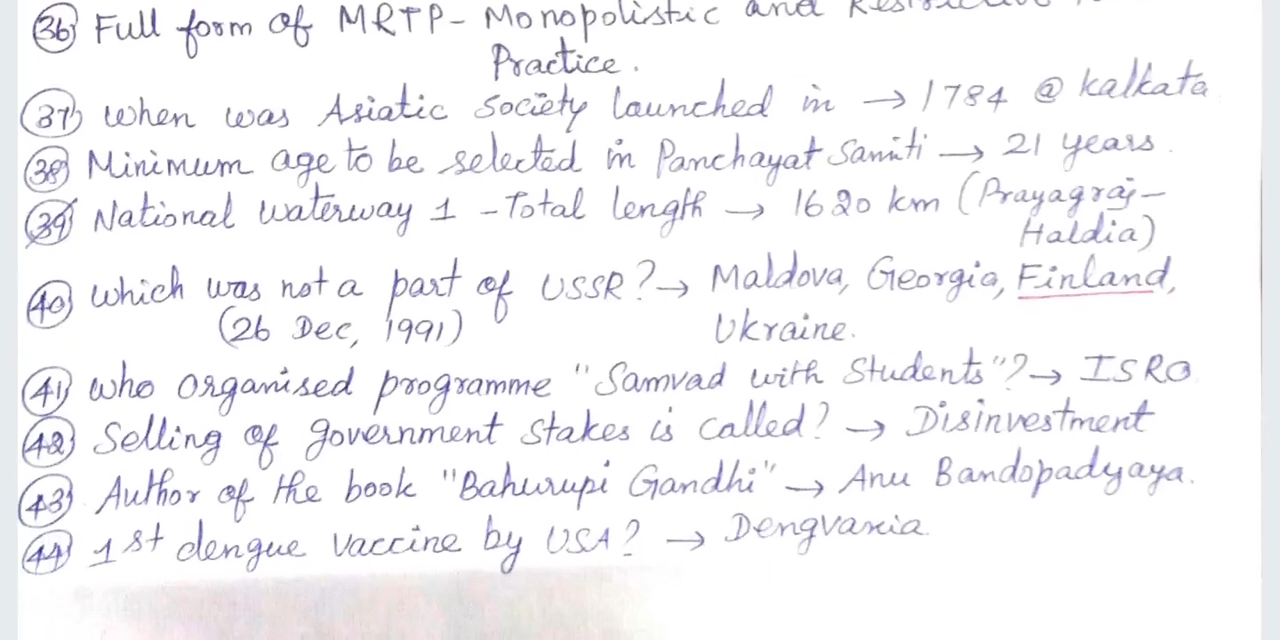 36 Full form of MRTP- Monopolistic and
Practice.
37 When was Asiatic Society launched in → 1784 @ kalkata
38 Minimum age to be selected in Panchayat Samiti → 21 years.
39 National Waterway 1 - Total length → 1620 km (Prayagraj-
Haldia)
40 Which was not a part of USSR? → Maldova, Georgia, Finland,
(26 Dec, 1991) Ukraine.
41 Who organised programme "Samvad with Students"? → ISRO
42 Selling of government stakes is called? → Disinvestment
43 Author of the book "Bahurupi Gandhi" → Anu Bandopadyaya.
44 1st dengue vaccine by USA? → Dengvaxia